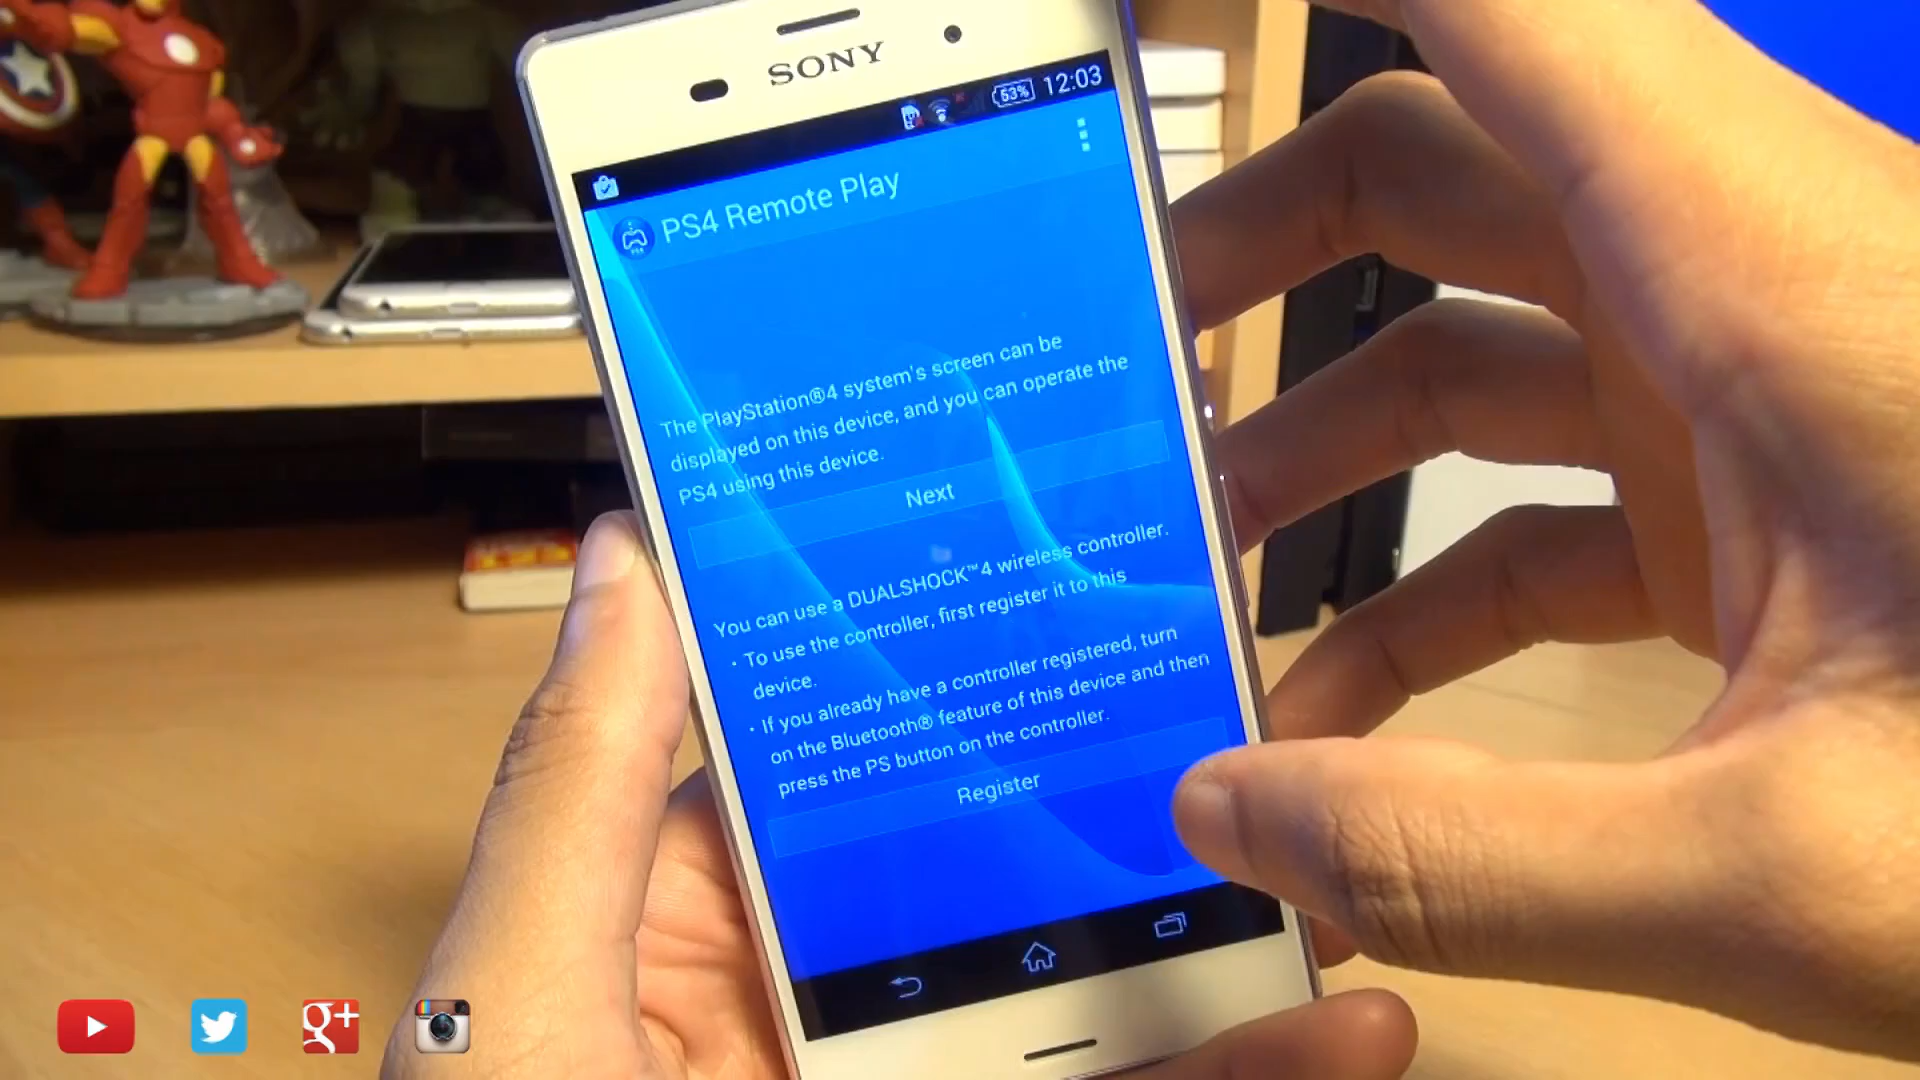 SONY
53% 12:03
PS4 Remote Play
The PlayStation®4 system's screen can be
displayed on this device, and you can operate the
PS4 using this device.
Next
You can use a DUALSHOCK™4 wireless controller.
· To use the controller, first register it to this
device.
· If you already have a controller registered, turn
on the Bluetooth® feature of this device and then
press the PS button on the controller.
Register
g+